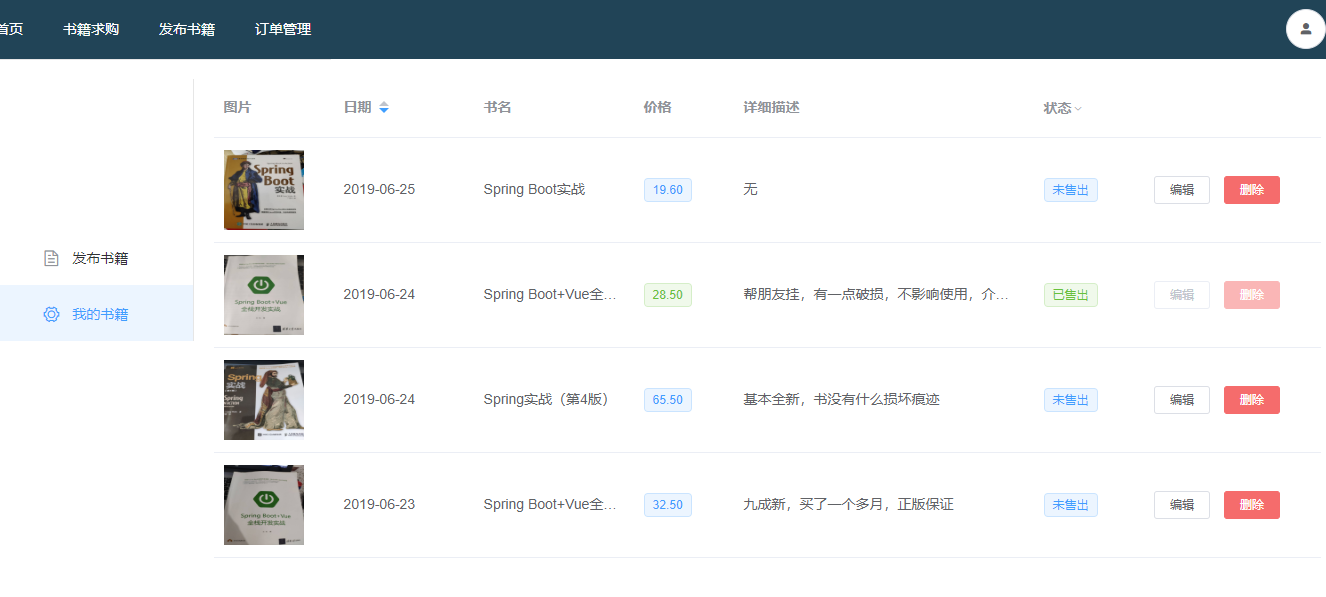 首页 书籍求购 发布书籍 订单管理
图片 日期 书名 价格 详细描述 状态
Spring Boot 实战
2019-06-25 Spring Boot实战 19.60 无 未售出 编辑 删除
发布书籍
我的书籍
Spring Boot+Vue
全栈开发实战
2019-06-24 Spring Boot+Vue全... 28.50 帮朋友挂，有一点破损，不影响使用，介... 已售出 编辑 删除
Spring
实战
2019-06-24 Spring实战（第4版） 65.50 基本全新，书没有什么损坏痕迹 未售出 编辑 删除
Spring Boot+Vue
全栈开发实战
2019-06-23 Spring Boot+Vue全... 32.50 九成新，买了一个多月，正版保证 未售出 编辑 删除